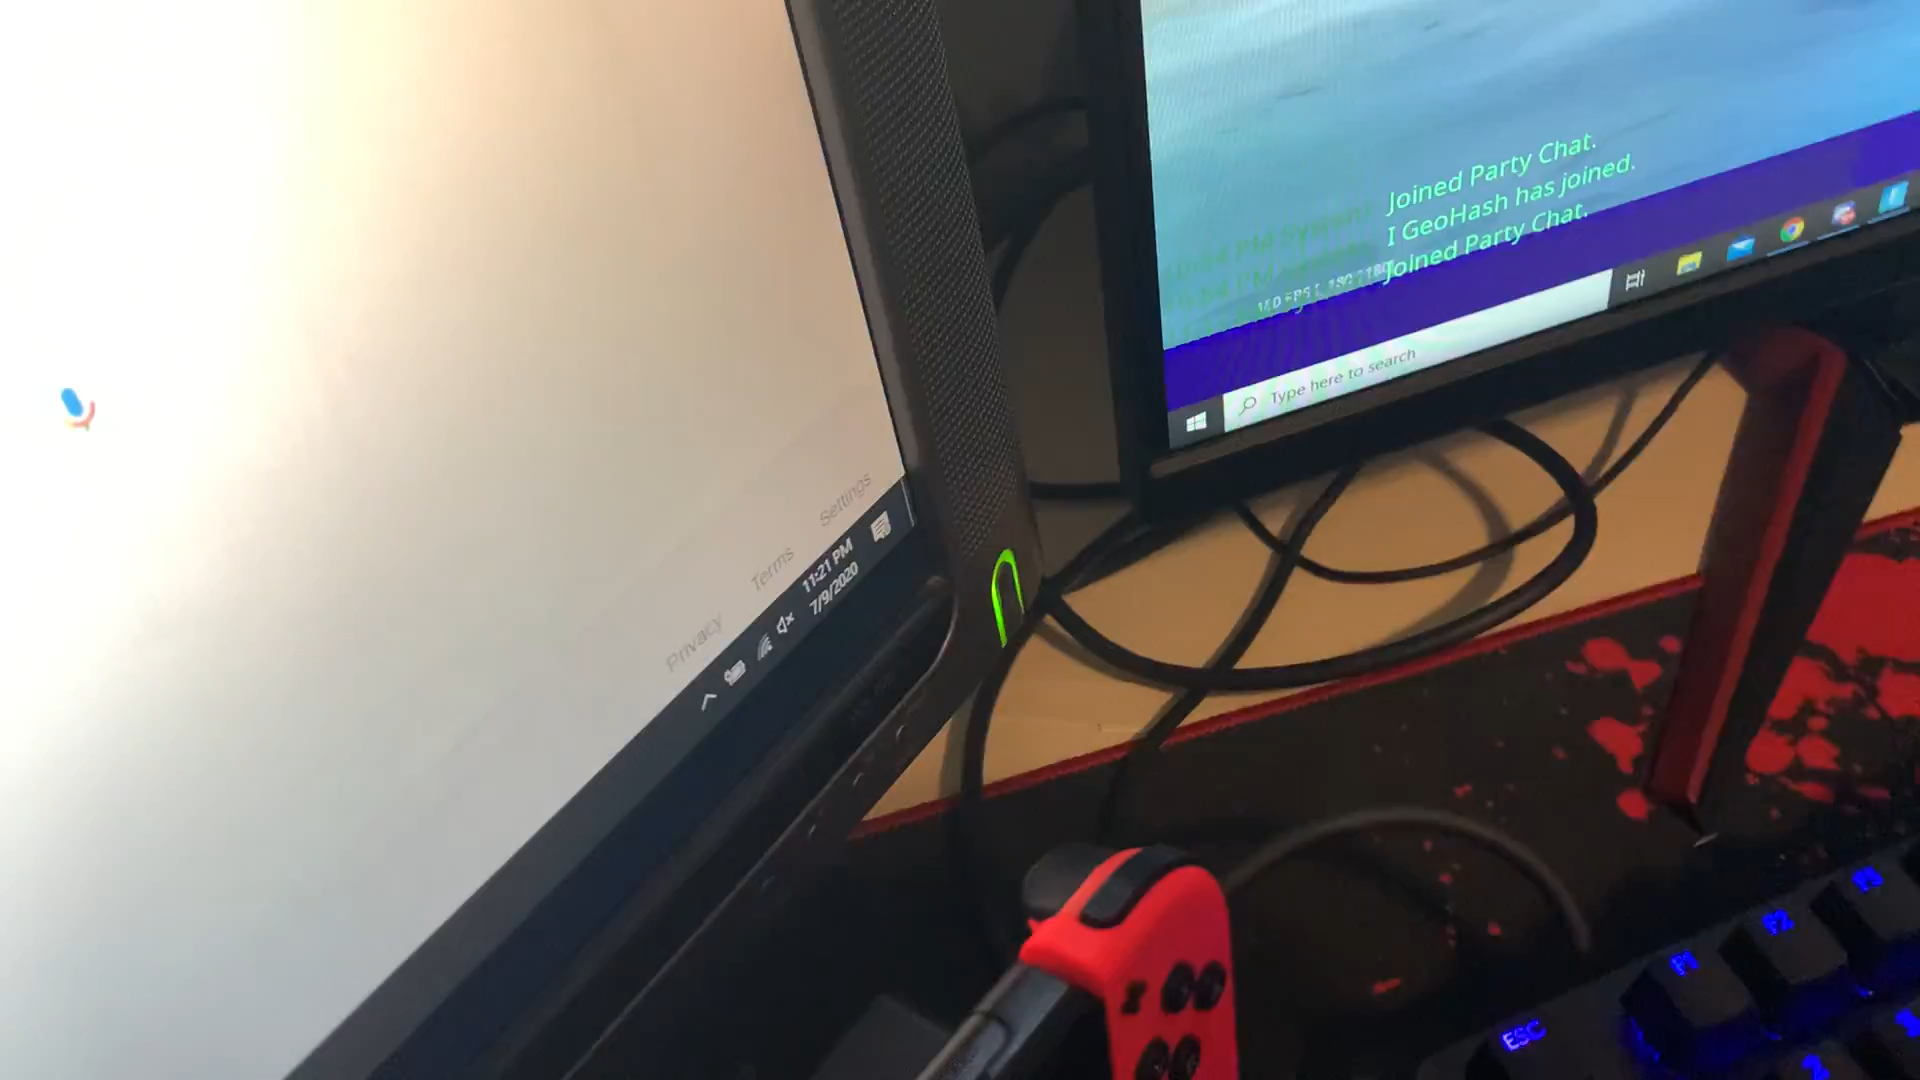 Joined Party Chat.
I GeoHash has joined.
Joined Party Chat.
Type here to search
Settings
Terms
Privacy
11:21 PM
7/9/2020
ESC
F1
F2
F3
2